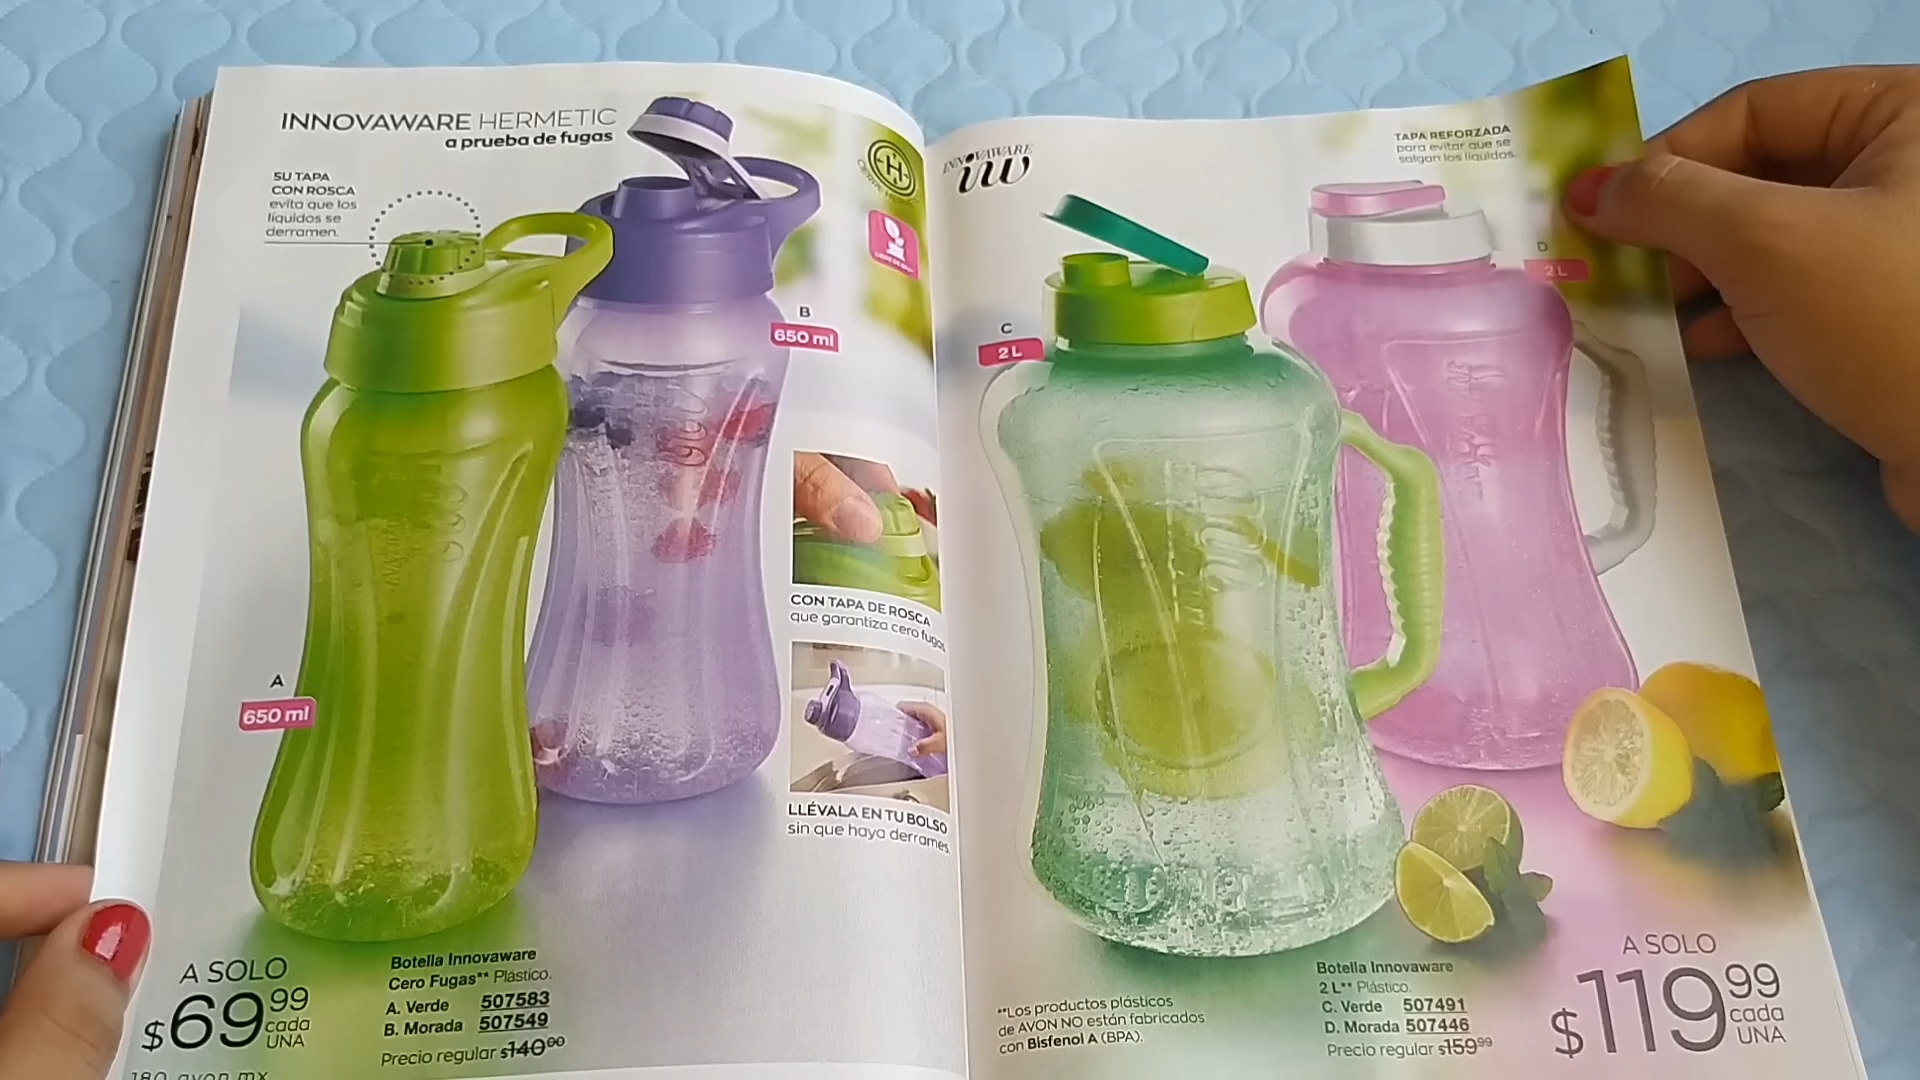 INNOVAWARE HERMETIC
a prueba de fugas
SU TAPA
CON ROSCA
evita que los
líquidos se
derramen.
B
650 ml
A
650 ml
CON TAPA DE ROSCA
que garantiza cero fugas
LLÉVALA EN TU BOLSO
sin que haya derrames.
A SOLO
$69.99
cada
UNA
Botella Innovaware
Cero Fugas** Plástico.
A. Verde 507583
B. Morada 507549
Precio regular $140.00
180 avon.mx
INNOVAWARE
iw
TAPA REFORZADA
para evitar que se
salgan los líquidos.
C
2 L
D
2 L
**Los productos plásticos
de AVON NO están fabricados
con Bisfenol A (BPA).
Botella Innovaware
2 L** Plástico.
C. Verde 507491
D. Morada 507446
Precio regular $159.99
A SOLO
$119.99
cada
UNA